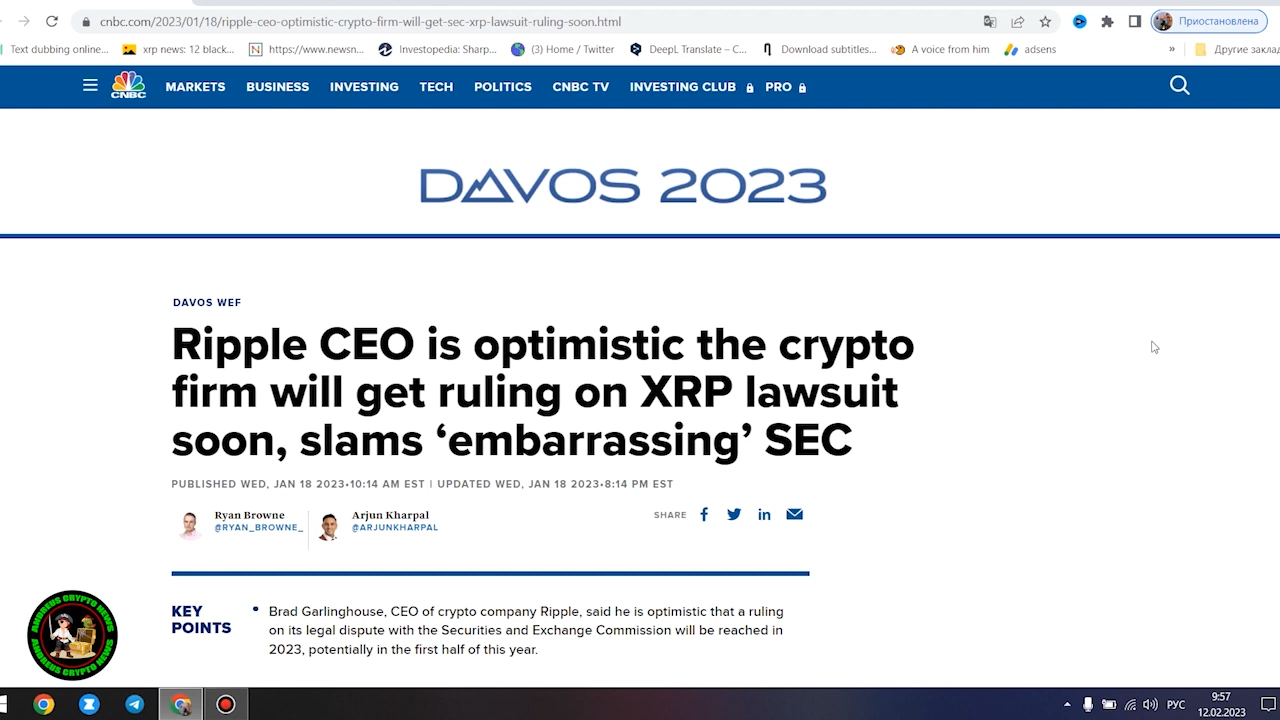 cnbc.com/2023/01/18/ripple-ceo-optimistic-crypto-firm-will-get-sec-xrp-lawsuit-ruling-soon.html
Приостановлена
Text dubbing online... xrp news: 12 black... https://www.newsn... Investopedia: Sharp... (3) Home / Twitter DeepL Translate – C... Download subtitles... A voice from him adsens » Другие заклад
CNBC MARKETS BUSINESS INVESTING TECH POLITICS CNBC TV INVESTING CLUB PRO
DAVOS 2023
DAVOS WEF
Ripple CEO is optimistic the crypto
firm will get ruling on XRP lawsuit
soon, slams ‘embarrassing’ SEC
PUBLISHED WED, JAN 18 2023•10:14 AM EST | UPDATED WED, JAN 18 2023•8:14 PM EST
Ryan Browne
@RYAN_BROWNE_
Arjun Kharpal
@ARJUNKHARPAL
SHARE
KEY
POINTS
• Brad Garlinghouse, CEO of crypto company Ripple, said he is optimistic that a ruling
on its legal dispute with the Securities and Exchange Commission will be reached in
2023, potentially in the first half of this year.
ANDREUS CRYPTO NEWS
ANDREUS CRYPTO NEWS
РУС
9:57
12.02.2023